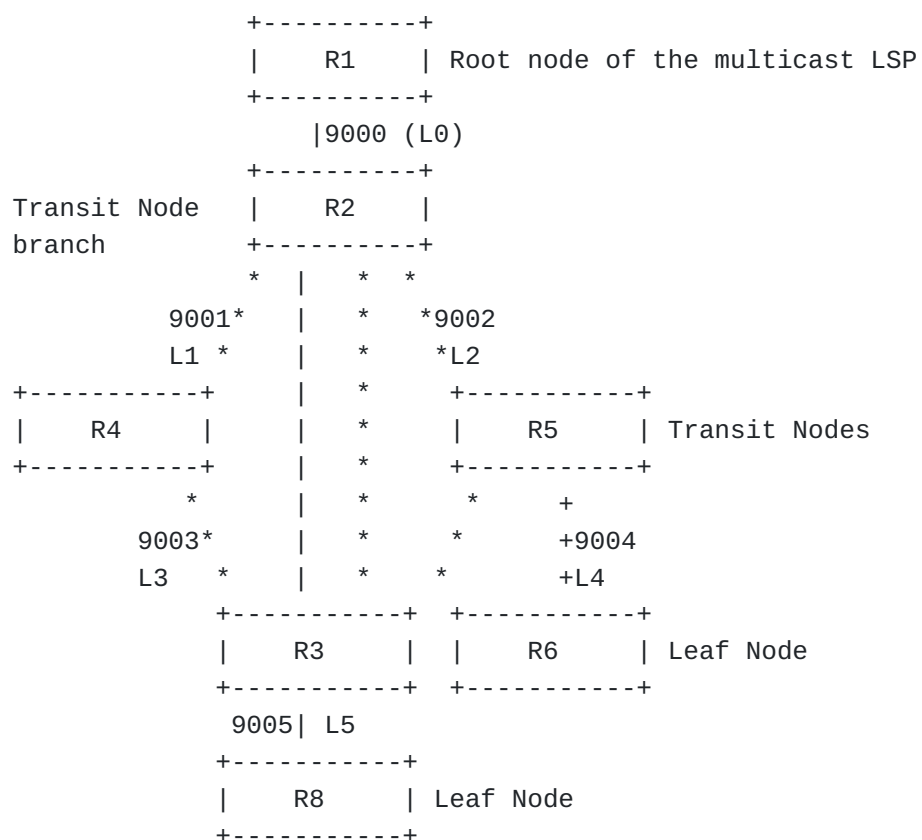 +----------+
|    R1    | Root node of the multicast LSP
+----------+
|9000 (L0)
+----------+
Transit Node   |    R2    |
branch         +----------+
*  |   *  *
9001*   |   *   *9002
L1 *    |   *    *L2
+-----------+     |   *     +-----------+
|    R4     |     |   *     |    R5     | Transit Nodes
+-----------+     |   *     +-----------+
*      |   *      *     +
9003*     |   *     *      +9004
L3   *    |   *    *       +L4
+-----------+  +-----------+
|    R3     |  |    R6     | Leaf Node
+-----------+  +-----------+
9005| L5
+-----------+
|    R8     | Leaf Node
+-----------+